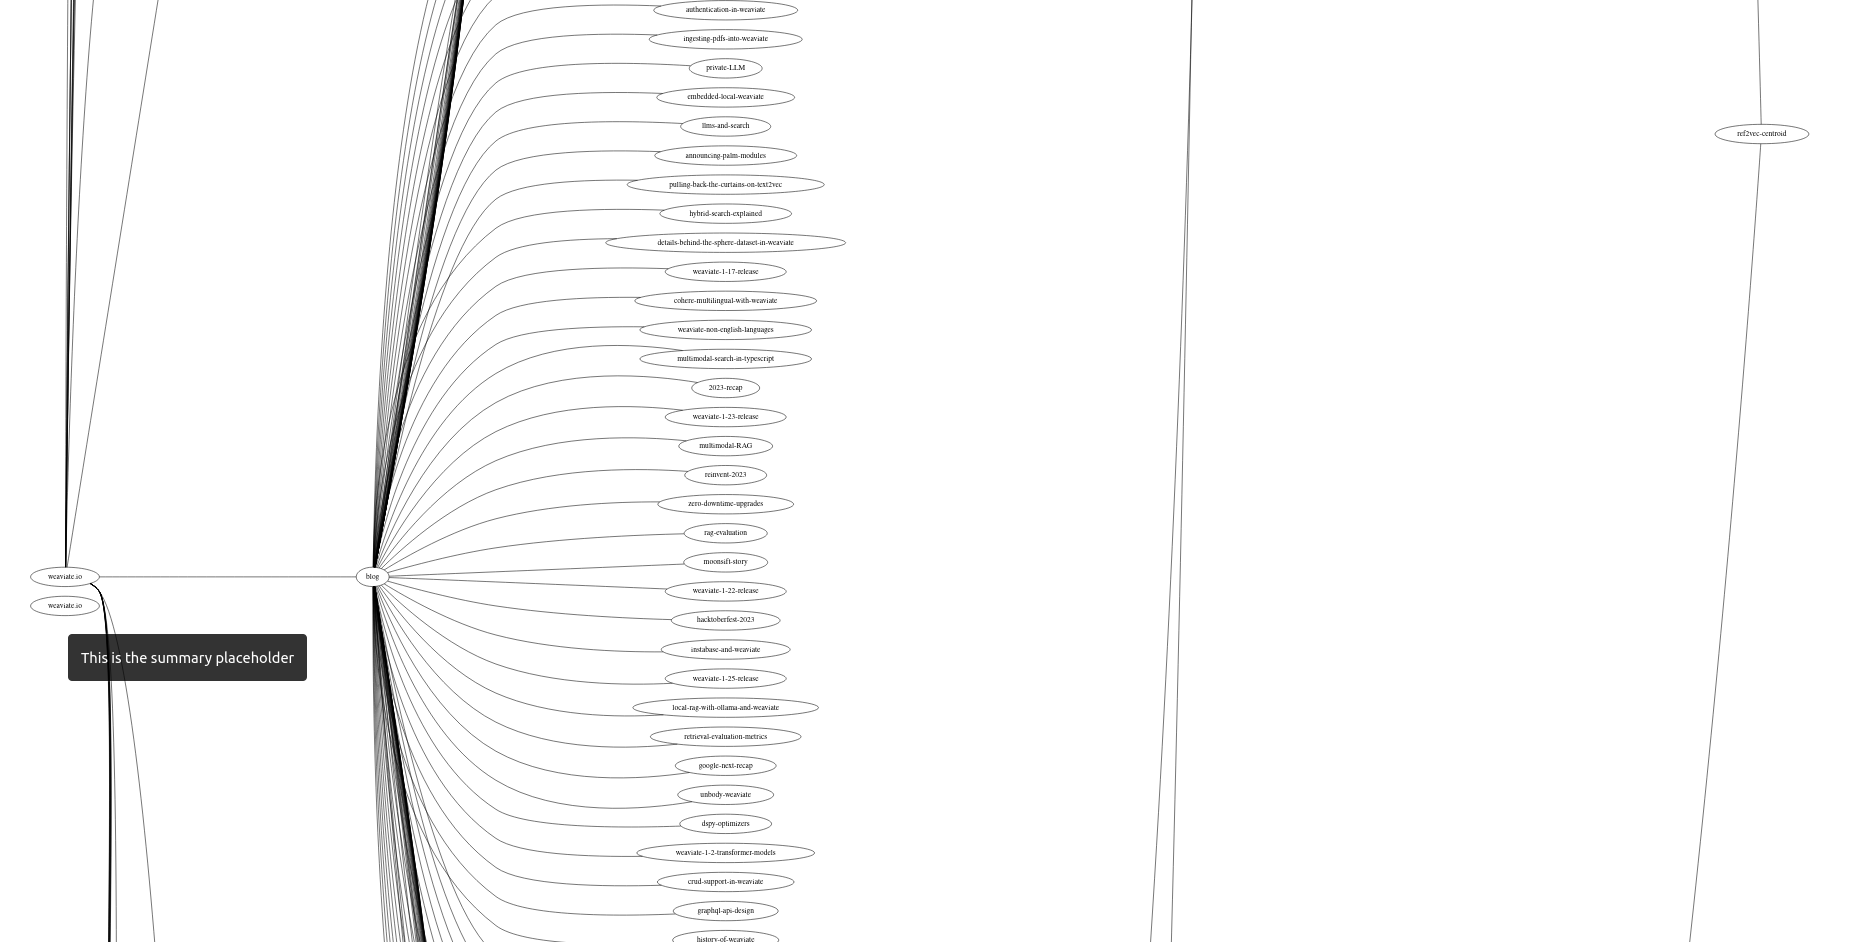 authentication-in-weaviate
ingesting-pdfs-into-weaviate
private-LLM
embedded-local-weaviate
llms-and-search
ref2vec-centroid
announcing-palm-modules
pulling-back-the-curtains-on-text2vec
hybrid-search-explained
details-behind-the-sphere-dataset-in-weaviate
weaviate-1-17-release
cohere-multilingual-with-weaviate
weaviate-non-english-languages
multimodal-search-in-typescript
2023-recap
weaviate-1-23-release
multimodal-RAG
reinvent-2023
zero-downtime-upgrades
rag-evaluation
moonsift-story
weaviate.io
blog
weaviate-1-22-release
weaviate.io
hacktoberfest-2023
instabase-and-weaviate
This is the summary placeholder
weaviate-1-25-release
local-rag-with-ollama-and-weaviate
retrieval-evaluation-metrics
google-next-recap
unbody-weaviate
dspy-optimizers
weaviate-1-2-transformer-models
crud-support-in-weaviate
graphql-api-design
history-of-weaviate